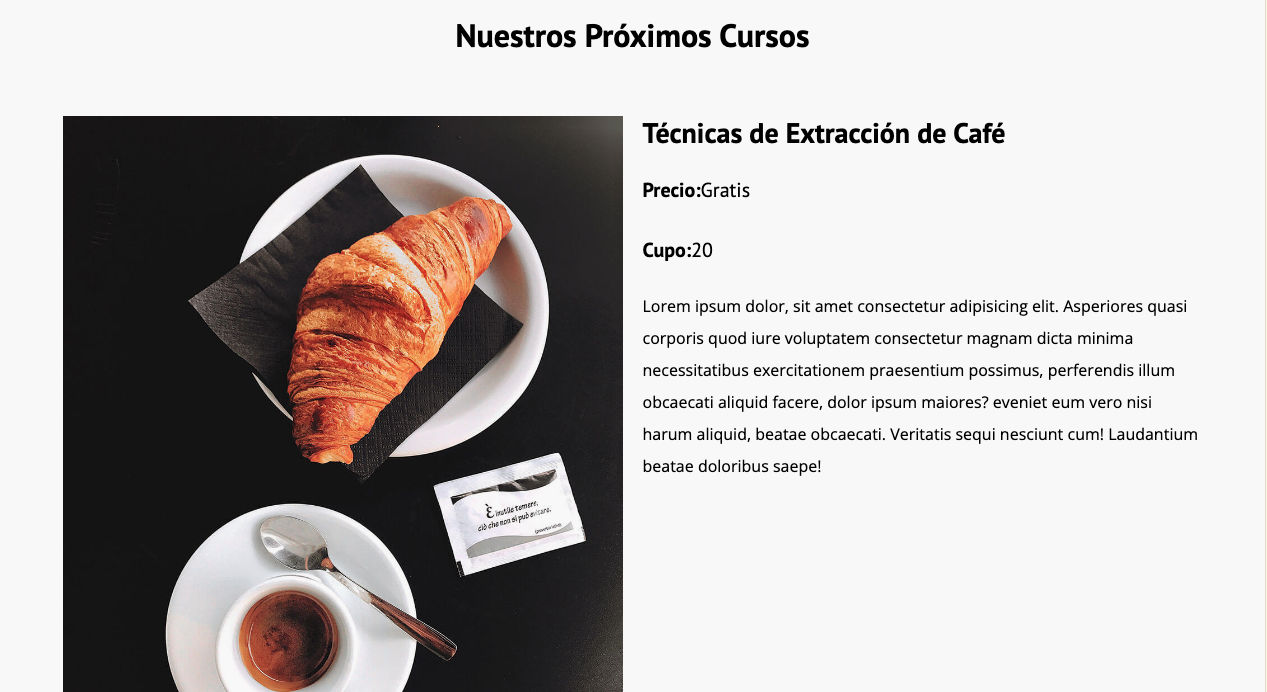 Nuestros Próximos Cursos
Técnicas de Extracción de Café
Precio:Gratis
Cupo:20
Lorem ipsum dolor, sit amet consectetur adipisicing elit. Asperiores quasi
corporis quod iure voluptatem consectetur magnam dicta minima
necessitatibus exercitationem praesentium possimus, perferendis illum
obcaecati aliquid facere, dolor ipsum maiores? eveniet eum vero nisi
harum aliquid, beatae obcaecati. Veritatis sequi nesciunt cum! Laudantium
beatae doloribus saepe!
È inutile temere,
ciò che non si può evitare.